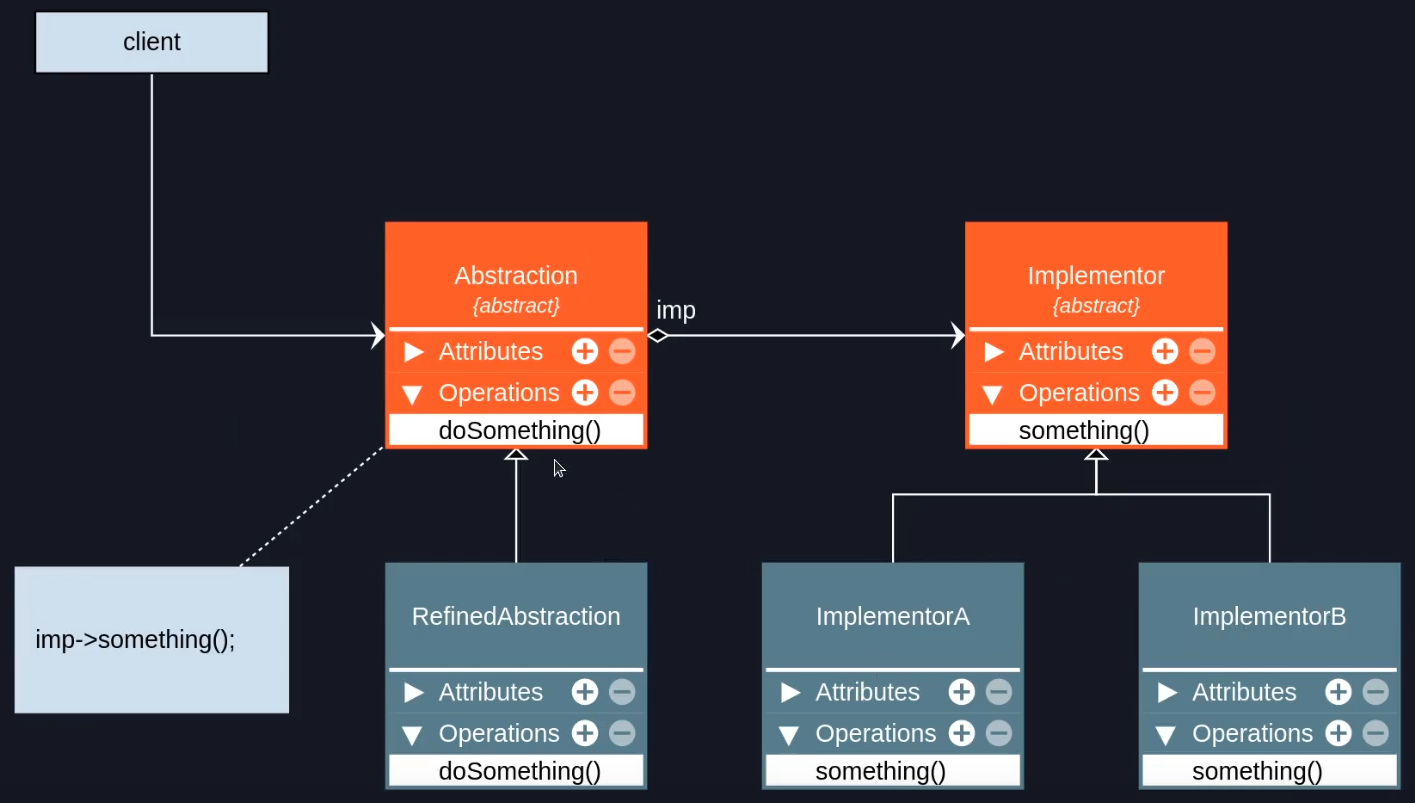 client
Abstraction
{abstract}
Attributes
Operations
doSomething()
imp
Implementor
{abstract}
Attributes
Operations
something()
imp->something();
RefinedAbstraction
Attributes
Operations
doSomething()
ImplementorA
Attributes
Operations
something()
ImplementorB
Attributes
Operations
something()